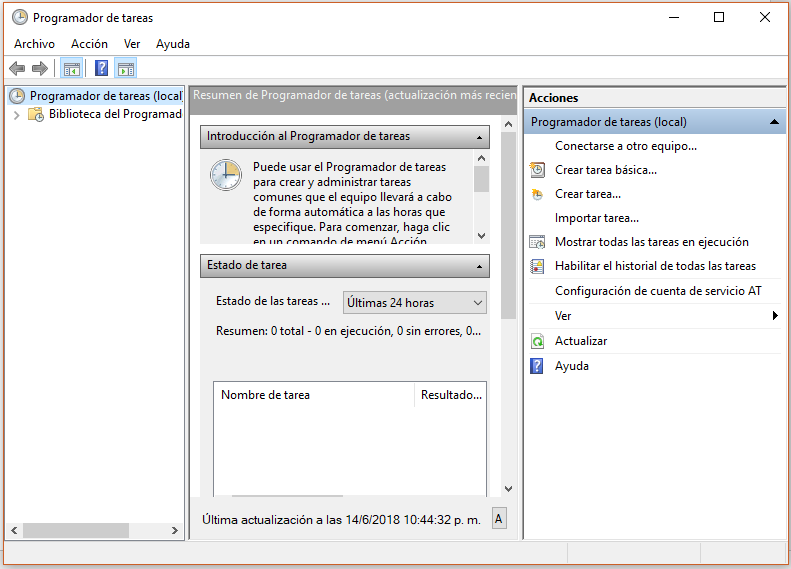 Programador de tareas
Archivo Acción Ver Ayuda
Programador de tareas (local)
Biblioteca del Programad
Resumen de Programador de tareas (actualización más recien
Introducción al Programador de tareas
Puede usar el Programador de tareas
para crear y administrar tareas
comunes que el equipo llevará a cabo
de forma automática a las horas que
especifique. Para comenzar, haga clic
en un comando de menú Acción.
Estado de tarea
Estado de las tareas ... Últimas 24 horas
Resumen: 0 total - 0 en ejecución, 0 sin errores, 0...
Nombre de tarea Resultado...
Última actualización a las 14/6/2018 10:44:32 p. m. A
Acciones
Programador de tareas (local)
Conectarse a otro equipo...
Crear tarea básica...
Crear tarea...
Importar tarea...
Mostrar todas las tareas en ejecución
Habilitar el historial de todas las tareas
Configuración de cuenta de servicio AT
Ver
Actualizar
Ayuda